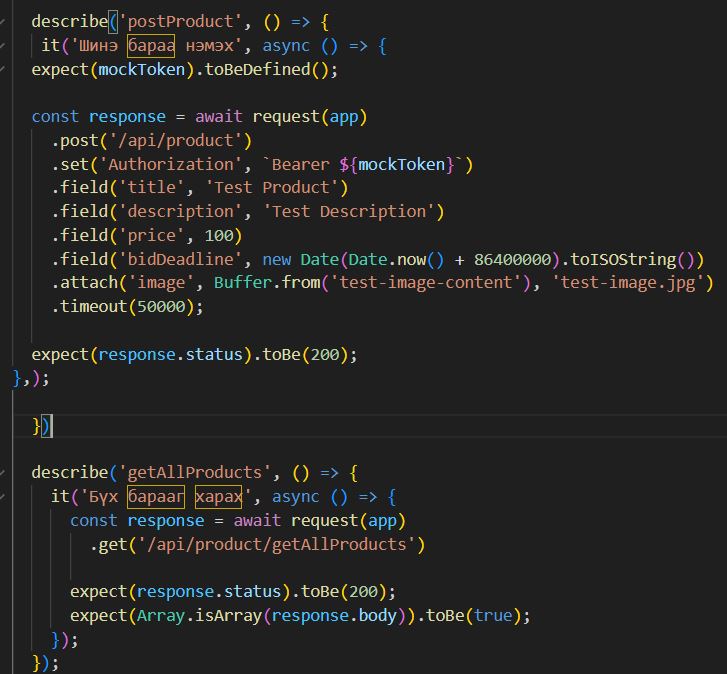 describe('postProduct', () => {
it('Шинэ бараа нэмэх', async () => {
expect(mockToken).toBeDefined();
const response = await request(app)
.post('/api/product')
.set('Authorization', `Bearer ${mockToken}`)
.field('title', 'Test Product')
.field('description', 'Test Description')
.field('price', 100)
.field('bidDeadline', new Date(Date.now() + 86400000).toISOString())
.attach('image', Buffer.from('test-image-content'), 'test-image.jpg')
.timeout(50000);
expect(response.status).toBe(200);
},);
})
describe('getAllProducts', () => {
it('Бүх барааг харах', async () => {
const response = await request(app)
.get('/api/product/getAllProducts')
expect(response.status).toBe(200);
expect(Array.isArray(response.body)).toBe(true);
});
});